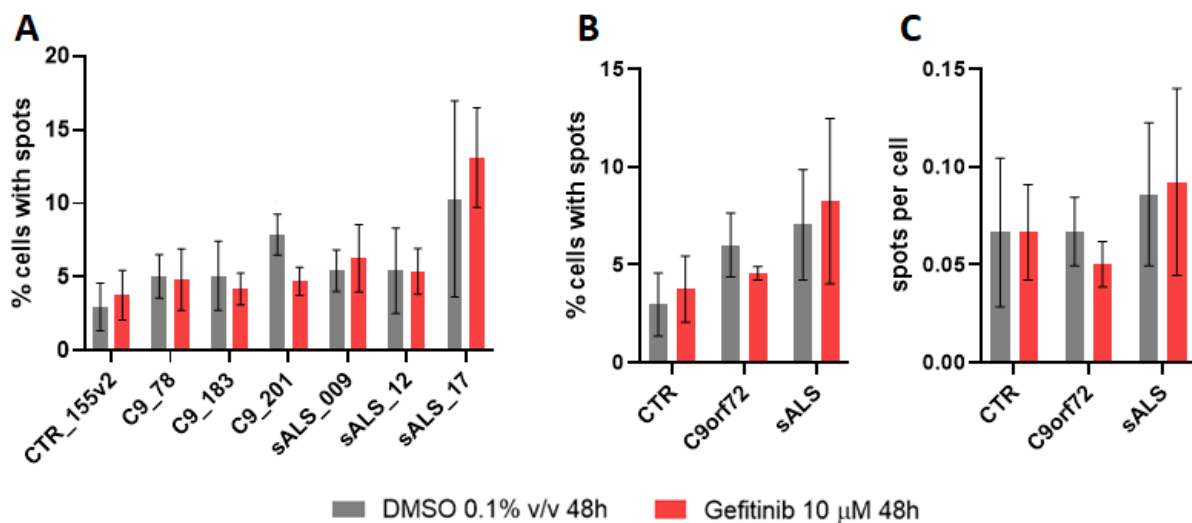 A
% cells with spots
20
15
10
5
0
CTR_155v2
C9_78
C9_183
C9_201
sALS_009
sALS_12
sALS_17
B
% cells with spots
15
10
5
0
CTR
C9orf72
sALS
C
spots per cell
0.15
0.10
0.05
0.00
CTR
C9orf72
sALS
DMSO 0.1% v/v 48h
Gefitinib 10 μM 48h